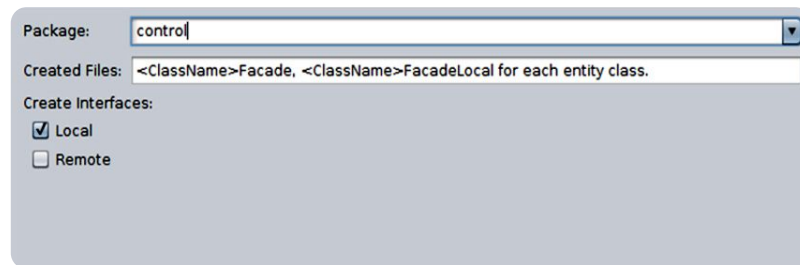 Package: control
Created Files: <ClassName>Facade, <ClassName>FacadeLocal for each entity class.
Create Interfaces:
Local
Remote